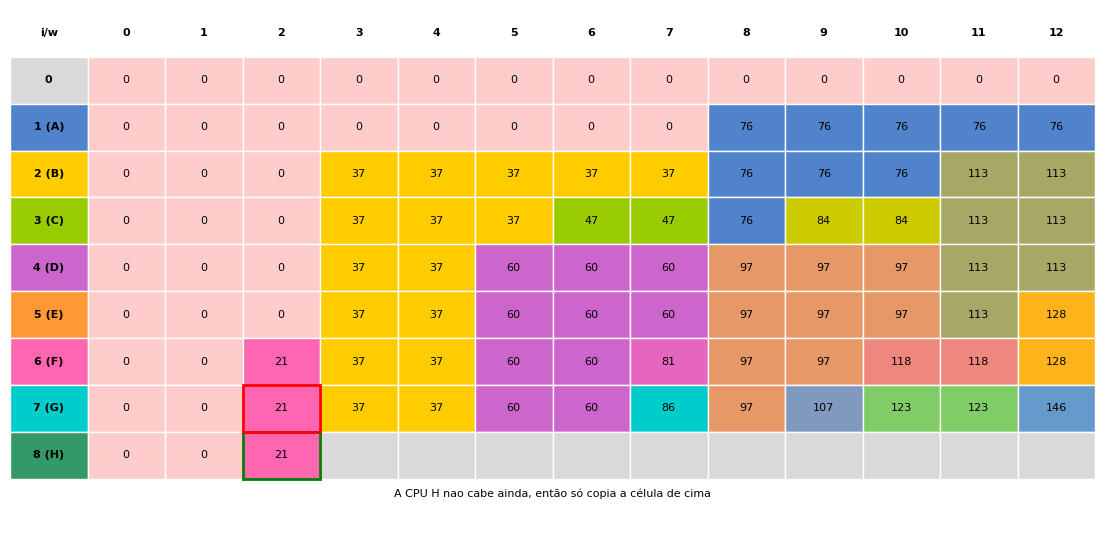 i/w 0 1 2 3 4 5 6 7 8 9 10 11 12
0 0 0 0 0 0 0 0 0 0 0 0 0 0
1 (A) 0 0 0 0 0 0 0 0 76 76 76 76 76
2 (B) 0 0 0 37 37 37 37 37 76 76 76 113 113
3 (C) 0 0 0 37 37 37 47 47 76 84 84 113 113
4 (D) 0 0 0 37 37 60 60 60 97 97 97 113 113
5 (E) 0 0 0 37 37 60 60 60 97 97 97 113 128
6 (F) 0 0 21 37 37 60 60 81 97 97 118 118 128
7 (G) 0 0 21 37 37 60 60 86 97 107 123 123 146
8 (H) 0 0 21
A CPU H nao cabe ainda, então só copia a célula de cima